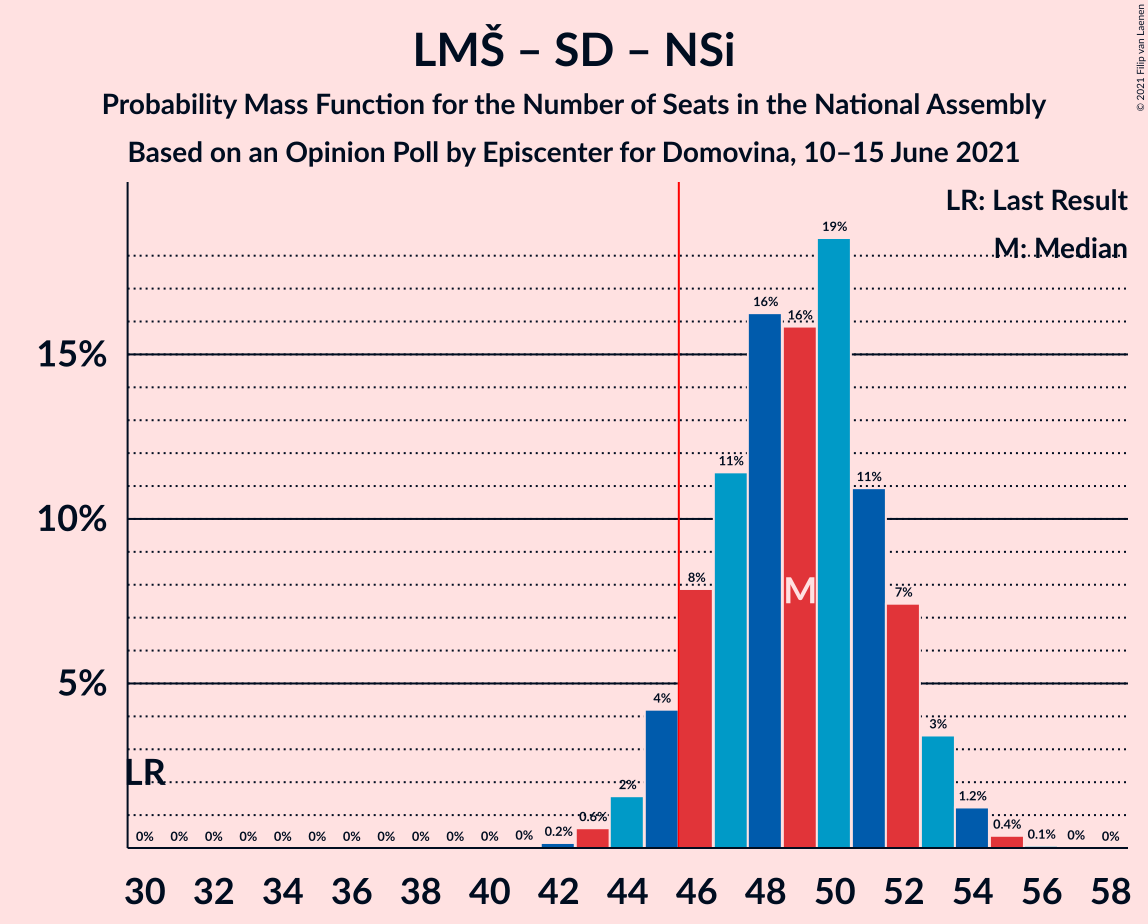 LMŠ – SD – NSi
Probability Mass Function for the Number of Seats in the National Assembly
Based on an Opinion Poll by Episcenter for Domovina, 10–15 June 2021
© 2021 Filip van Laenen
LR: Last Result
M: Median
15%
10%
5%
LR
M
0% 0% 0% 0% 0% 0% 0% 0% 0% 0% 0% 0% 0.2% 0.6% 2% 4% 8% 11% 16% 16% 19% 11% 7% 3% 1.2% 0.4% 0.1% 0% 0%
30 32 34 36 38 40 42 44 46 48 50 52 54 56 58